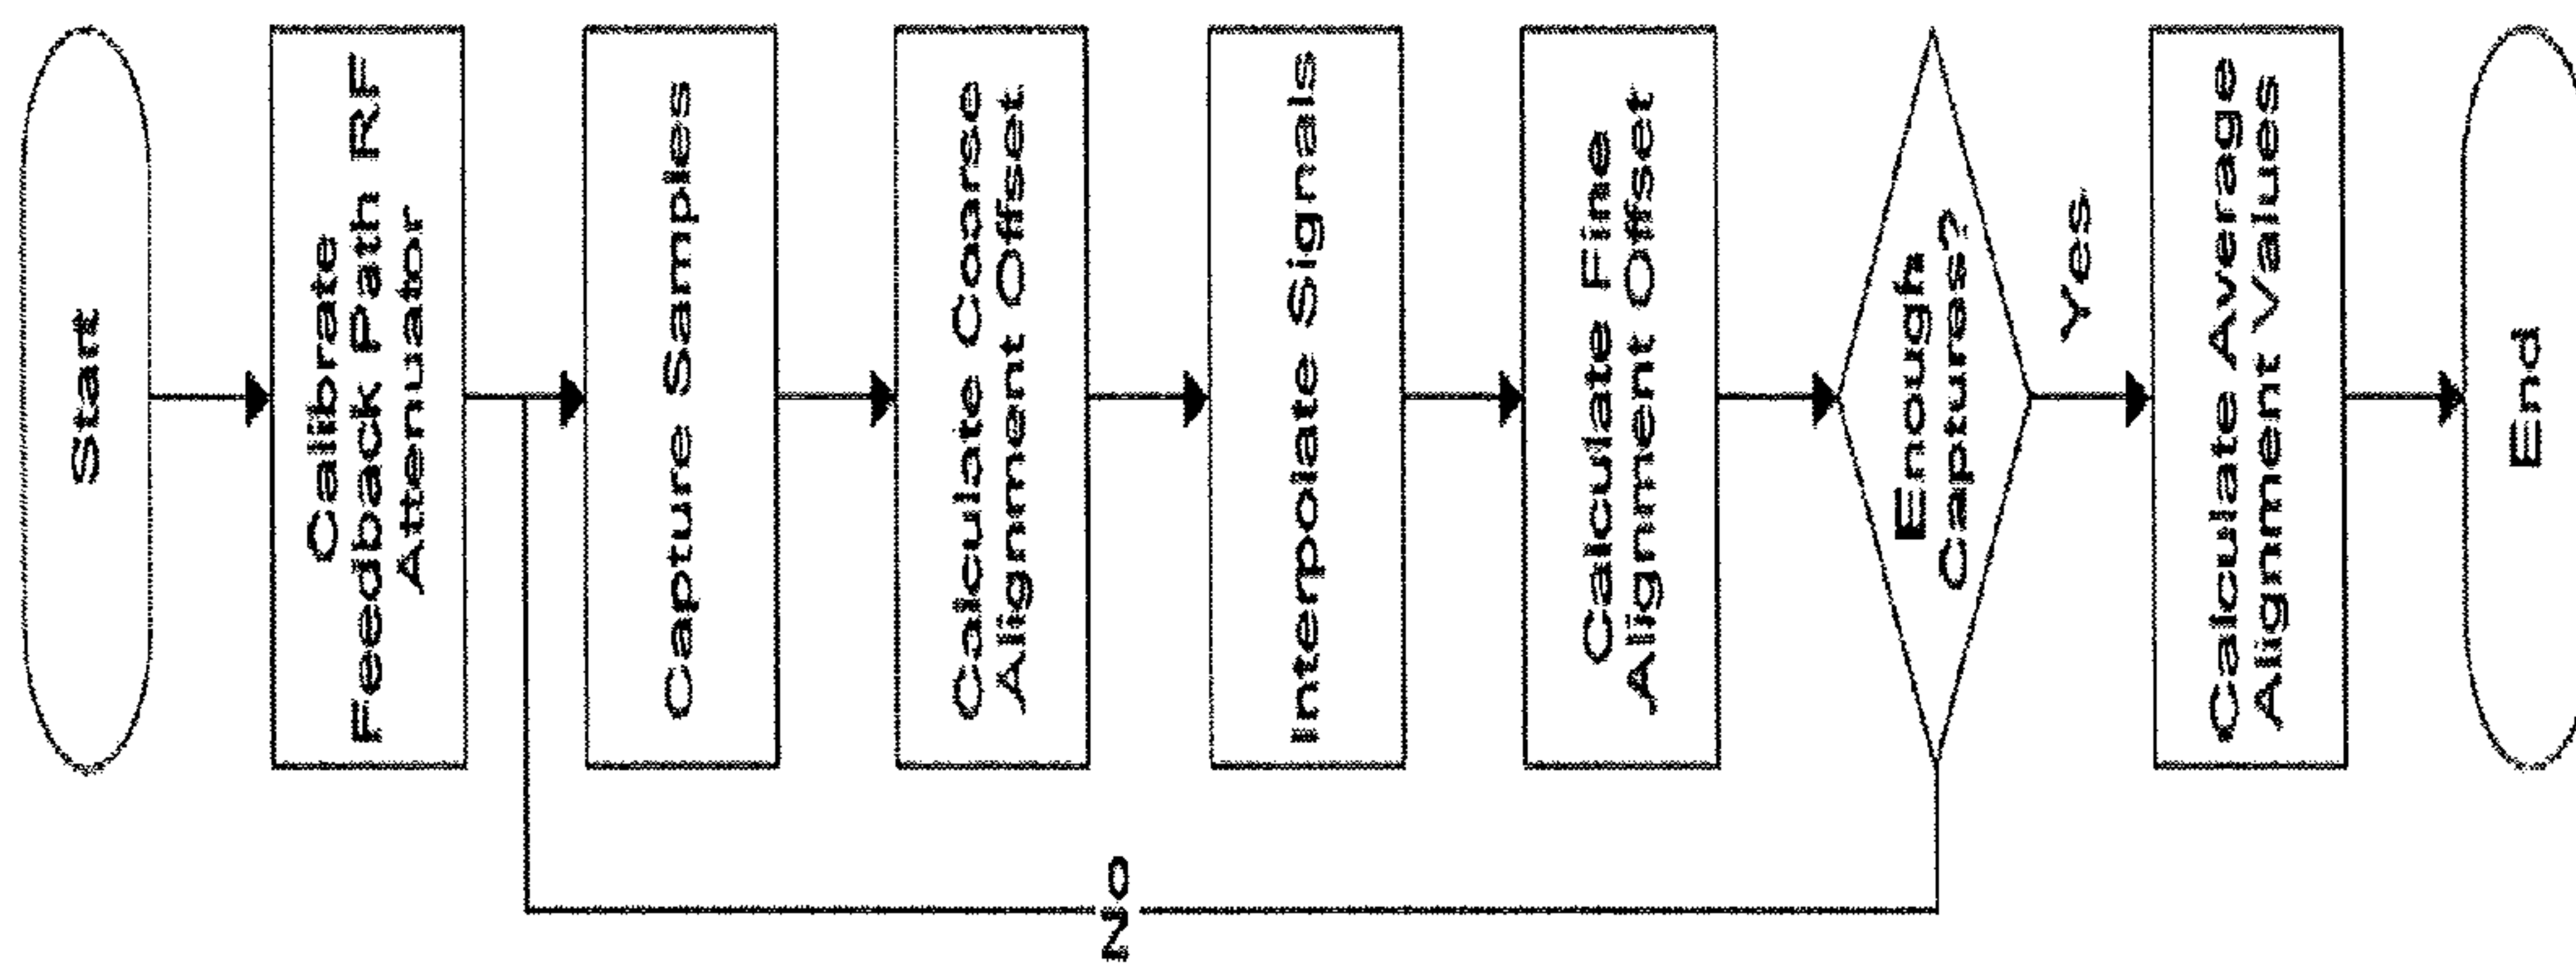 Start
Calibrate
Feedback Path RF
Attenuator
Capture Samples
Calculate Coarse
Alignment Offset
Interpolate Signals
Calculate Fine
Alignment Offset
Enough
Captures?
Yes
No
Calculate Average
Alignment Values
End